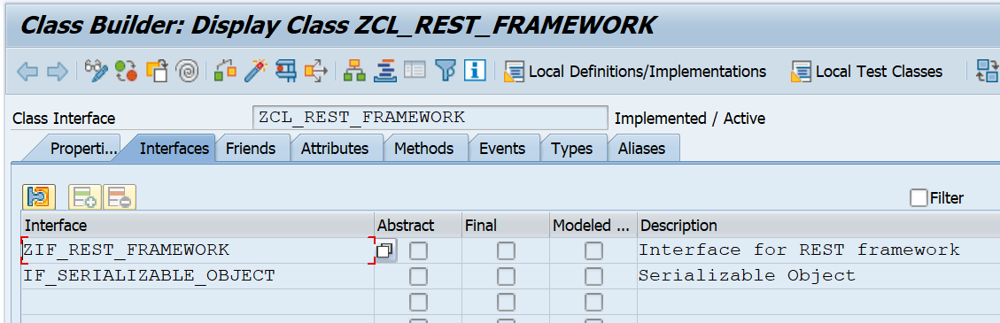 Class Builder: Display Class ZCL_REST_FRAMEWORK
Local Definitions/Implementations Local Test Classes
Class Interface ZCL_REST_FRAMEWORK Implemented / Active
Properti... Interfaces Friends Attributes Methods Events Types Aliases
Filter
Interface Abstract Final Modeled ... Description
ZIF_REST_FRAMEWORK Interface for REST framework
IF_SERIALIZABLE_OBJECT Serializable Object